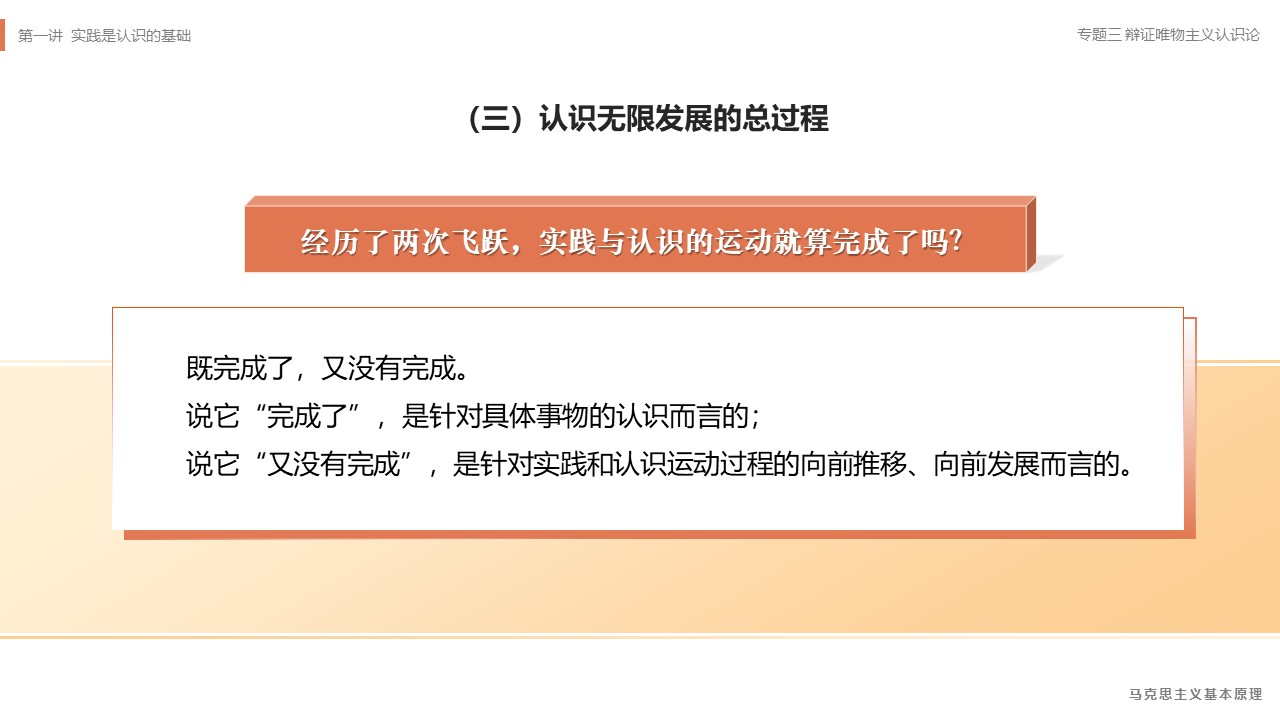 第一讲 实践是认识的基础
专题三 辩证唯物主义认识论
（三）认识无限发展的总过程
经历了两次飞跃，实践与认识的运动就算完成了吗？
既完成了，又没有完成。
说它“完成了”，是针对具体事物的认识而言的；
说它“又没有完成”，是针对实践和认识运动过程的向前推移、向前发展而言的。
马克思主义基本原理